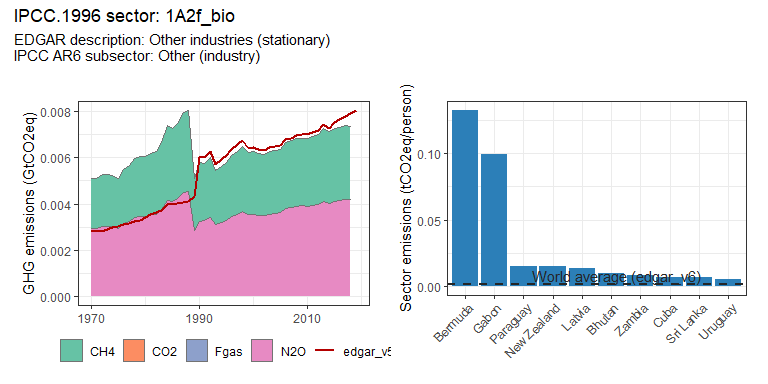 IPCC.1996 sector: 1A2f_bio
EDGAR description: Other industries (stationary)
IPCC AR6 subsector: Other (industry)
GHG emissions (GtCO2eq)
0.008
0.006
0.004
0.002
0.000
1970
1990
2010
CH4
CO2
Fgas
N2O
edgar_v5
Sector emissions (tCO2eq/person)
0.10
0.05
0.00
World average (edgar_v6)
Bermuda
Gabon
Paraguay
New Zealand
Latvia
Bhutan
Zambia
Cuba
Sri Lanka
Uruguay